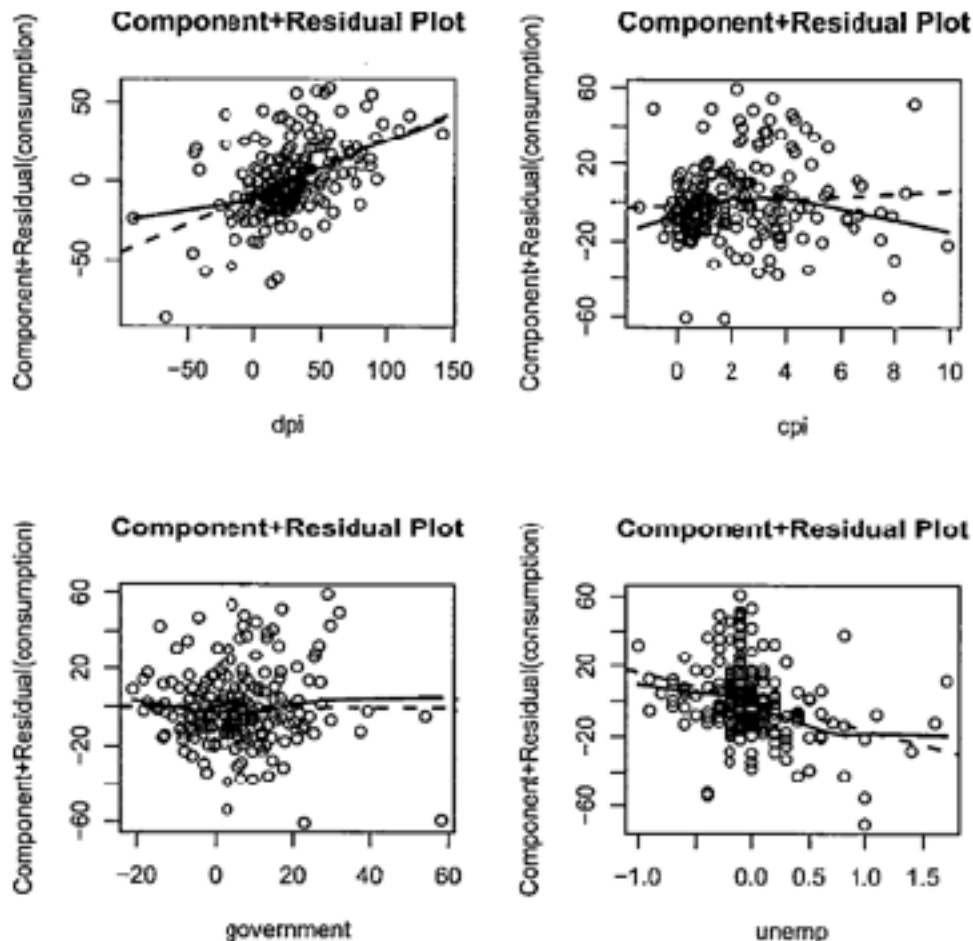 Component+Residual Plot
Component+Residual(consumption)
50
0
−50
−50 0 50 100 150
dpi
Component+Residual Plot
Component+Residual(consumption)
60
20
−20
−60
0 2 4 6 8 10
cpi
Component+Residual Plot
Component+Residual(consumption)
60
20
−20
−60
−20 0 20 40 60
government
Component+Residual Plot
Component+Residual(consumption)
60
20
−20
−60
−1.0 0.0 0.5 1.0 1.5
unemp